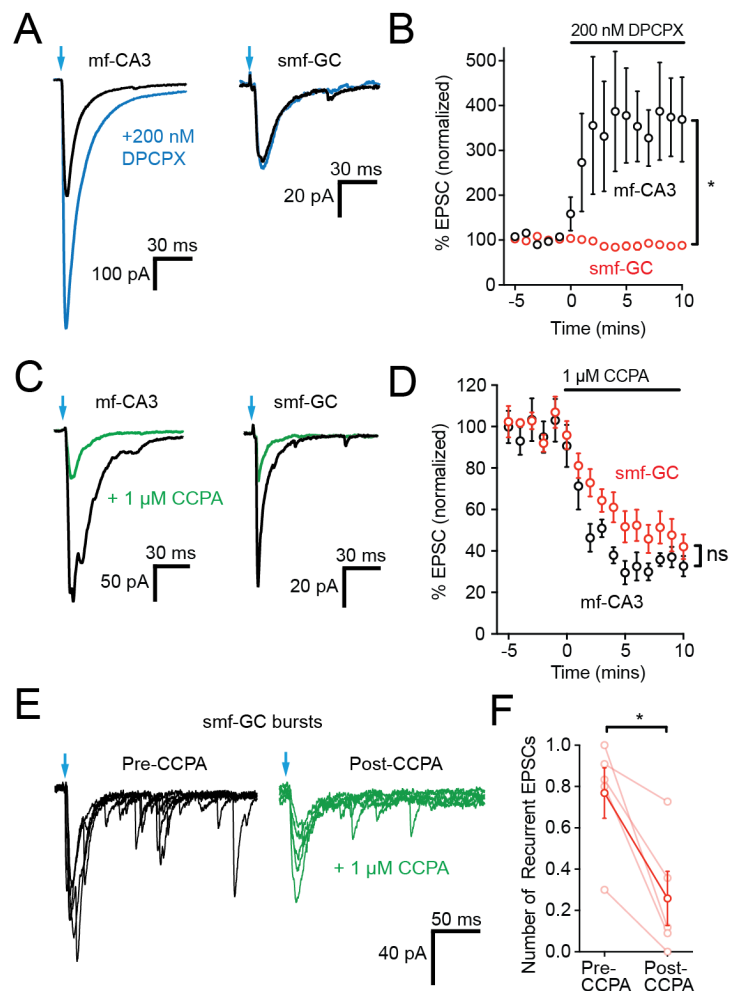 A
mf-CA3
smf-GC
+200 nM
DPCPX
30 ms
100 pA
30 ms
20 pA
B
200 nM DPCPX
% EPSC (normalized)
500
400
300
200
100
0
mf-CA3
*
smf-GC
-5
0
5
10
Time (mins)
C
mf-CA3
smf-GC
+ 1 µM CCPA
30 ms
50 pA
30 ms
20 pA
D
1 µM CCPA
% EPSC (normalized)
120
100
80
60
40
20
0
smf-GC
ns
mf-CA3
-5
0
5
10
Time (mins)
E
smf-GC bursts
Pre-CCPA
Post-CCPA
+ 1 µM CCPA
50 ms
40 pA
F
*
Number of Recurrent EPSCs
1.0
0.8
0.6
0.4
0.2
0.0
Pre-
CCPA
Post-
CCPA